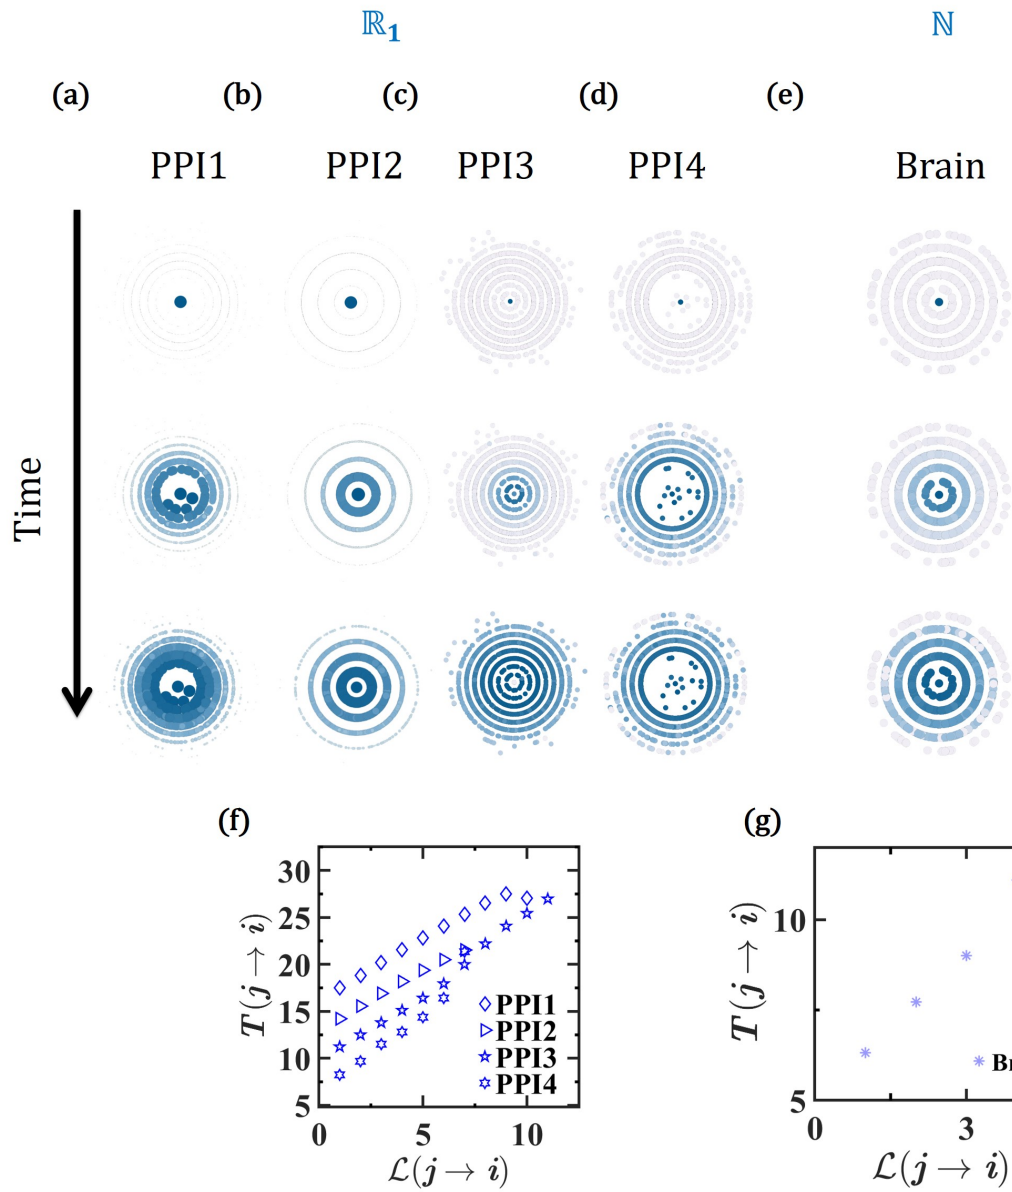 ℝ₁ ℕ
(a) (b) (c) (d) (e)
PPI1 PPI2 PPI3 PPI4 Brain
Time
(f) (g)
T(j → i)
30
25
20
15
10
5
0 5 10
ℒ(j → i)
PPI1
PPI2
PPI3
PPI4
T(j → i)
10
5
0 3
ℒ(j → i)
Br